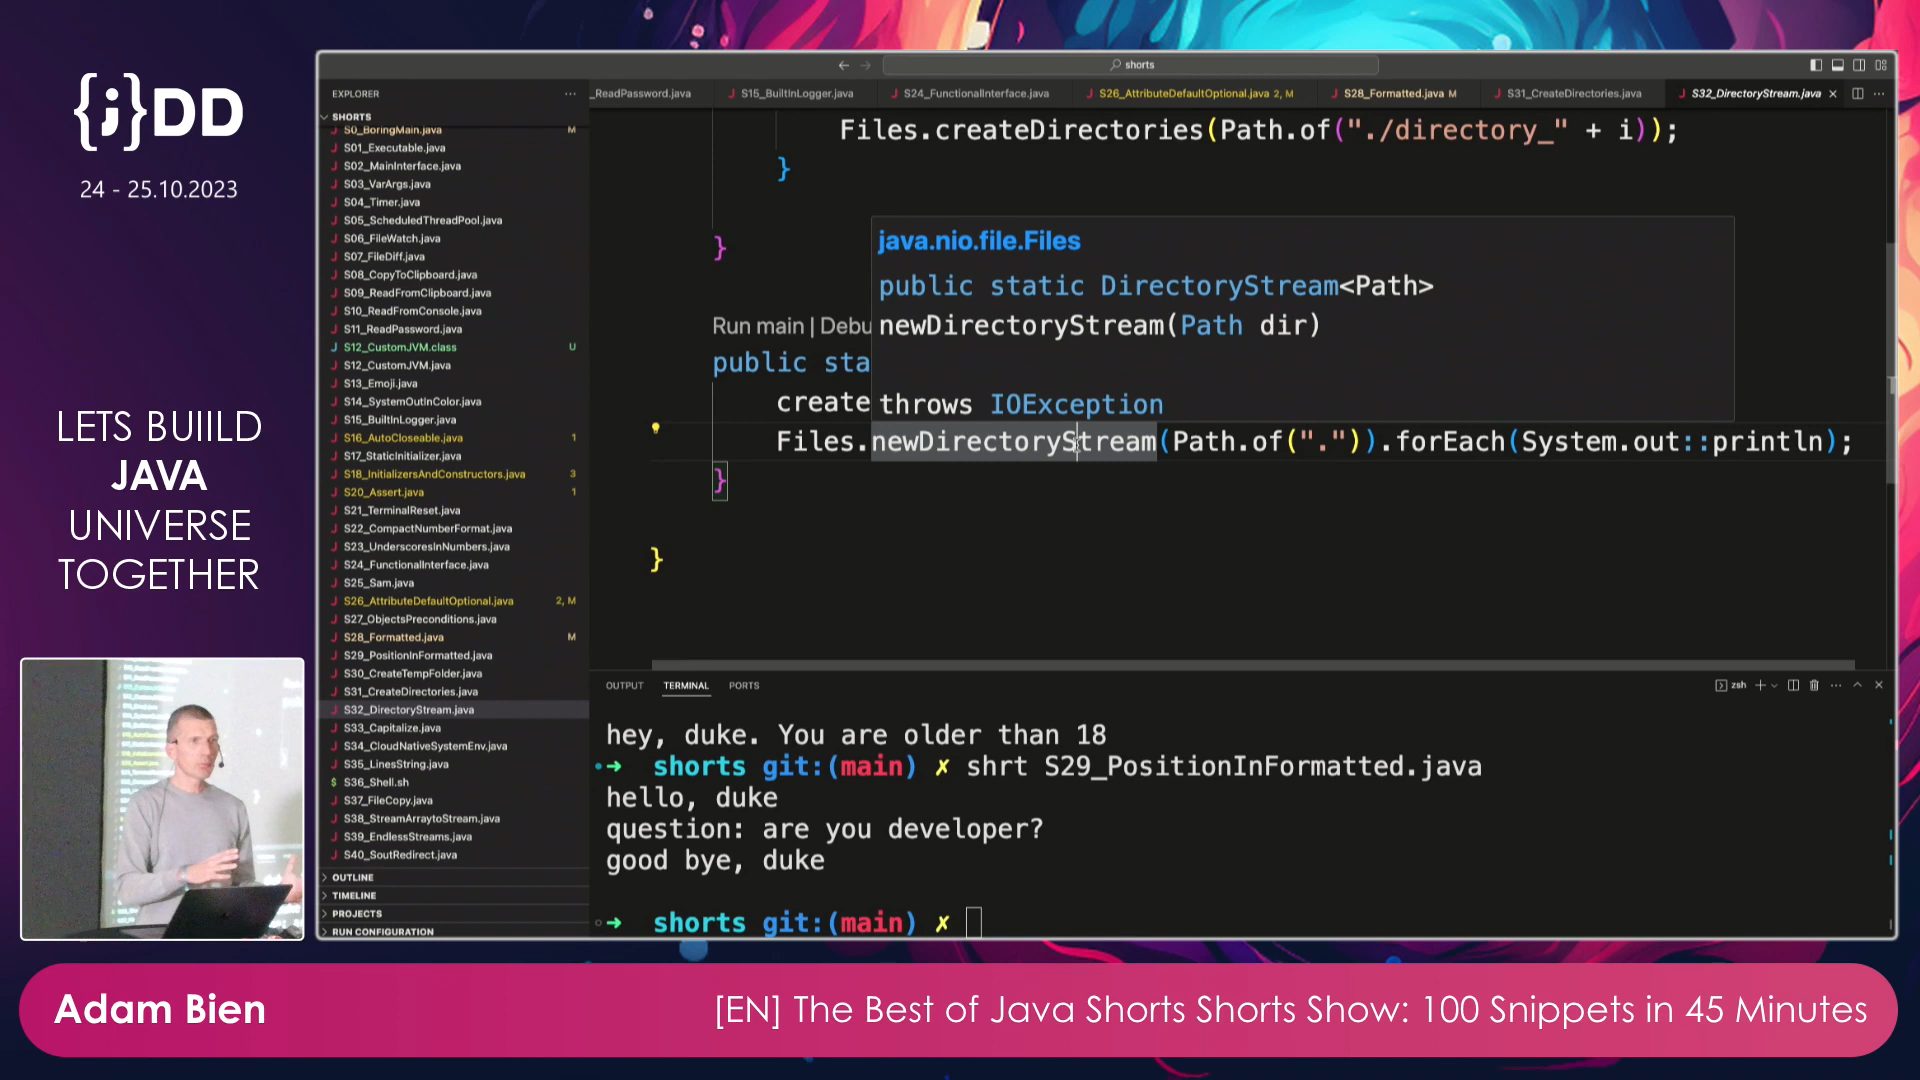 {j}DD
24 - 25.10.2023
LETS BUIILD
JAVA
UNIVERSE
TOGETHER
shorts
EXPLORER
_ReadPassword.java
S15_BuiltInLogger.java
S24_FunctionalInterface.java
S26_AttributeDefaultOptional.java 2, M
S28_Formatted.java M
S31_CreateDirectories.java
S32_DirectoryStream.java
SHORTS
S0_BoringMain.java M
S01_Executable.java
S02_MainInterface.java
S03_VarArgs.java
S04_Timer.java
S05_ScheduledThreadPool.java
S06_FileWatch.java
S07_FileDiff.java
S08_CopyToClipboard.java
S09_ReadFromClipboard.java
S10_ReadFromConsole.java
S11_ReadPassword.java
S12_CustomJVM.class U
S12_CustomJVM.java
S13_Emoji.java
S14_SystemOutInColor.java
S15_BuiltInLogger.java
S16_AutoCloseable.java 1
S17_StaticInitializer.java
S18_InitializersAndConstructors.java 3
S20_Assert.java 1
S21_TerminalReset.java
S22_CompactNumberFormat.java
S23_UnderscoresInNumbers.java
S24_FunctionalInterface.java
S25_Sam.java
S26_AttributeDefaultOptional.java 2, M
S27_ObjectsPreconditions.java
S28_Formatted.java M
S29_PositionInFormatted.java
S30_CreateTempFolder.java
S31_CreateDirectories.java
S32_DirectoryStream.java
S33_Capitalize.java
S34_CloudNativeSystemEnv.java
S35_LinesString.java
S36_Shell.sh
S37_FileCopy.java
S38_StreamArraytoStream.java
S39_EndlessStreams.java
S40_SoutRedirect.java
OUTLINE
TIMELINE
PROJECTS
RUN CONFIGURATION
Files.createDirectories(Path.of("./directory_" + i));
}
}
java.nio.file.Files
public static DirectoryStream<Path>
newDirectoryStream(Path dir)
throws IOException
Run main | Debu
public sta
create
Files.newDirectoryStream(Path.of(".")).forEach(System.out::println);
}
}
OUTPUT
TERMINAL
PORTS
zsh
hey, duke. You are older than 18
➜ shorts git:(main) ✗ shrt S29_PositionInFormatted.java
hello, duke
question: are you developer?
good bye, duke
➜ shorts git:(main) ✗
Adam Bien
[EN] The Best of Java Shorts Shorts Show: 100 Snippets in 45 Minutes